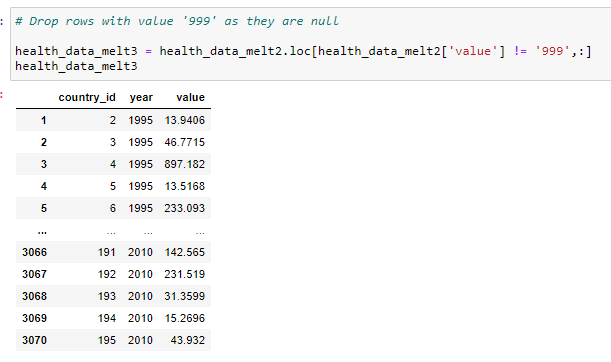 : # Drop rows with value '999' as they are null
health_data_melt3 = health_data_melt2.loc[health_data_melt2['value'] != '999',:]
health_data_melt3
:
country_id year value
1 2 1995 13.9406
2 3 1995 46.7715
3 4 1995 897.182
4 5 1995 13.5168
5 6 1995 233.093
... ... ... ...
3066 191 2010 142.565
3067 192 2010 231.519
3068 193 2010 31.3599
3069 194 2010 15.2696
3070 195 2010 43.932